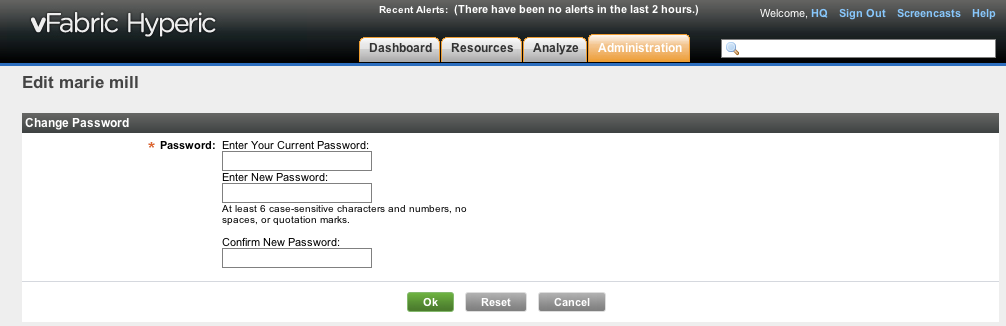 vFabric Hyperic
Recent Alerts: (There have been no alerts in the last 2 hours.)
Welcome, HQ Sign Out Screencasts Help
Dashboard Resources Analyze Administration
Edit marie mill
Change Password
* Password: Enter Your Current Password:
Enter New Password:
At least 6 case-sensitive characters and numbers, no
spaces, or quotation marks.
Confirm New Password:
Ok Reset Cancel